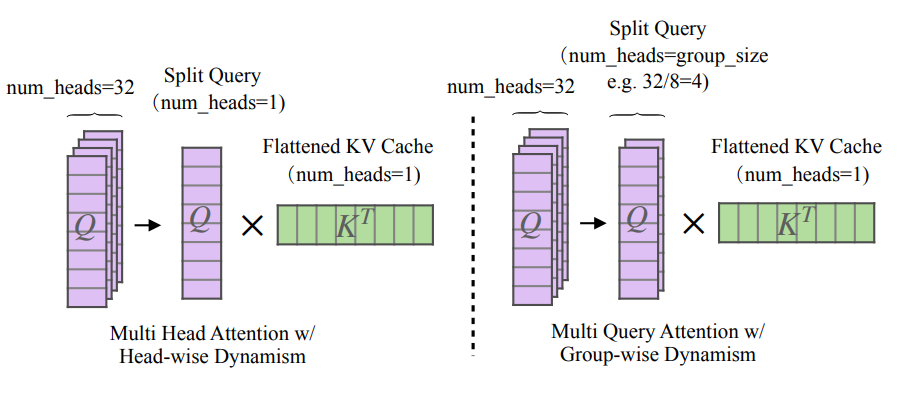 num_heads=32
Split Query
(num_heads=1)
Flattened KV Cache
(num_heads=1)
Q
Q
×
K^T
Multi Head Attention w/
Head-wise Dynamism
num_heads=32
Split Query
(num_heads=group_size
e.g. 32/8=4)
Flattened KV Cache
(num_heads=1)
Q
Q
×
K^T
Multi Query Attention w/
Group-wise Dynamism